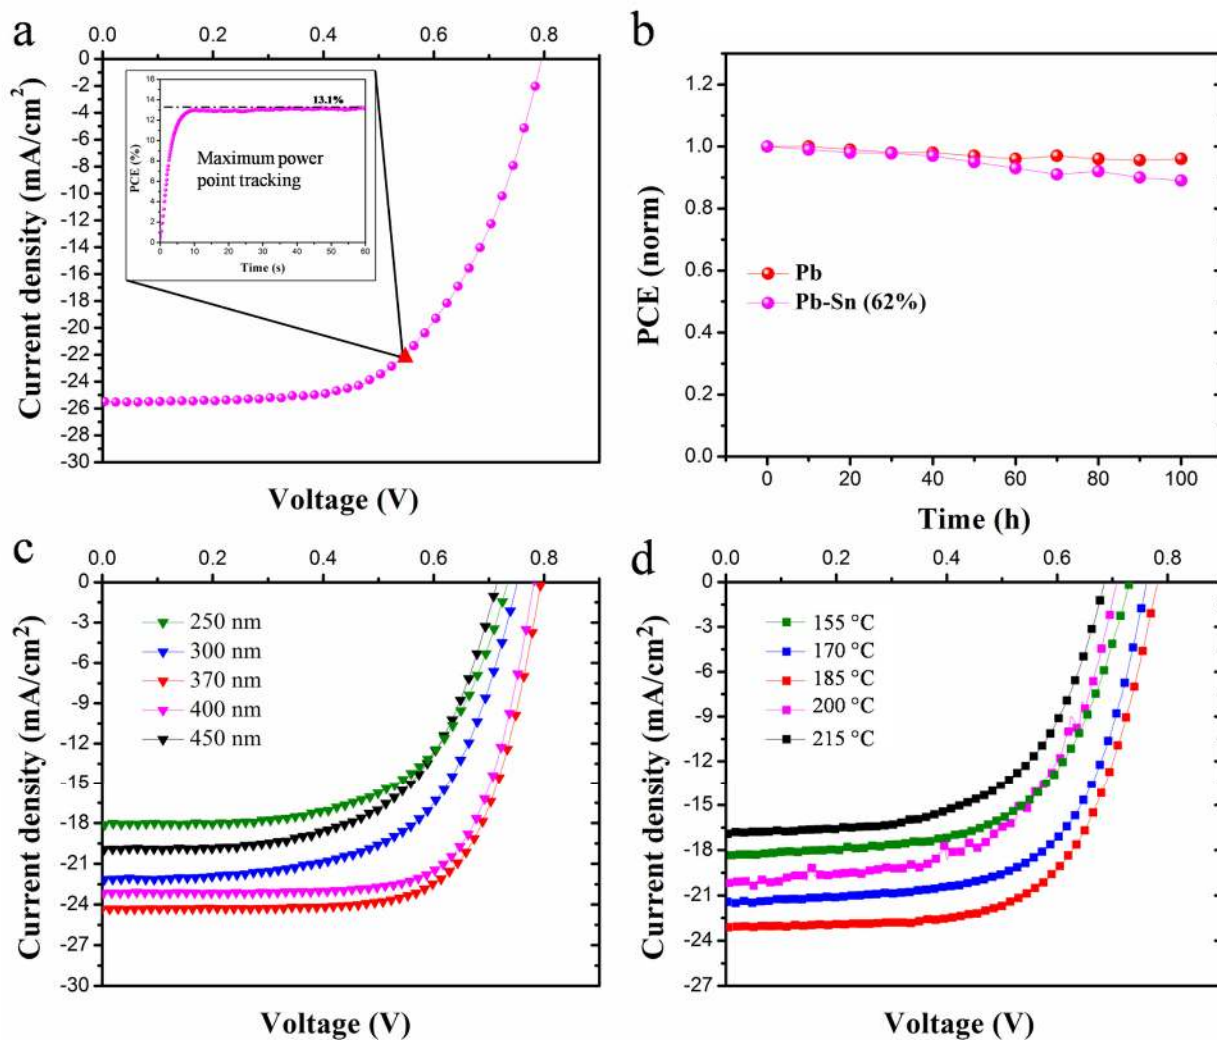 a
0.0 0.2 0.4 0.6 0.8
0
-2
-4
-6
-8
-10
-12
-14
-16
-18
-20
-22
-24
-26
-28
-30
Current density (mA/cm²)
Voltage (V)
16
14
12
10
8
6
4
2
0
PCE (%)
13.1%
Maximum power
point tracking
0 10 20 30 40 50 60
Time (s)
b
1.2
1.0
0.8
0.6
0.4
0.2
0.0
PCE (norm)
Pb
Pb-Sn (62%)
0 20 40 60 80 100
Time (h)
c
0.0 0.2 0.4 0.6 0.8
0
-3
-6
-9
-12
-15
-18
-21
-24
-27
-30
Current density (mA/cm²)
250 nm
300 nm
370 nm
400 nm
450 nm
Voltage (V)
d
0.0 0.2 0.4 0.6 0.8
0
-3
-6
-9
-12
-15
-18
-21
-24
-27
Current density (mA/cm²)
155 °C
170 °C
185 °C
200 °C
215 °C
Voltage (V)